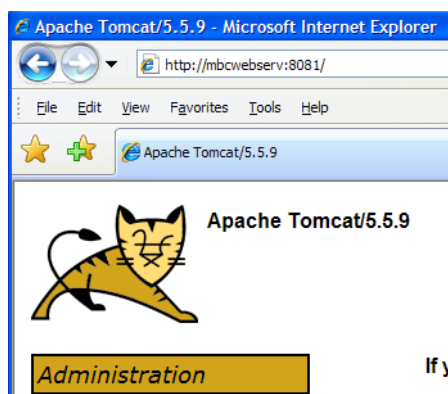 Apache Tomcat/5.5.9 - Microsoft Internet Explorer
http://mbcwebserv:8081/
File Edit View Favorites Tools Help
Apache Tomcat/5.5.9
Apache Tomcat/5.5.9
Administration
If